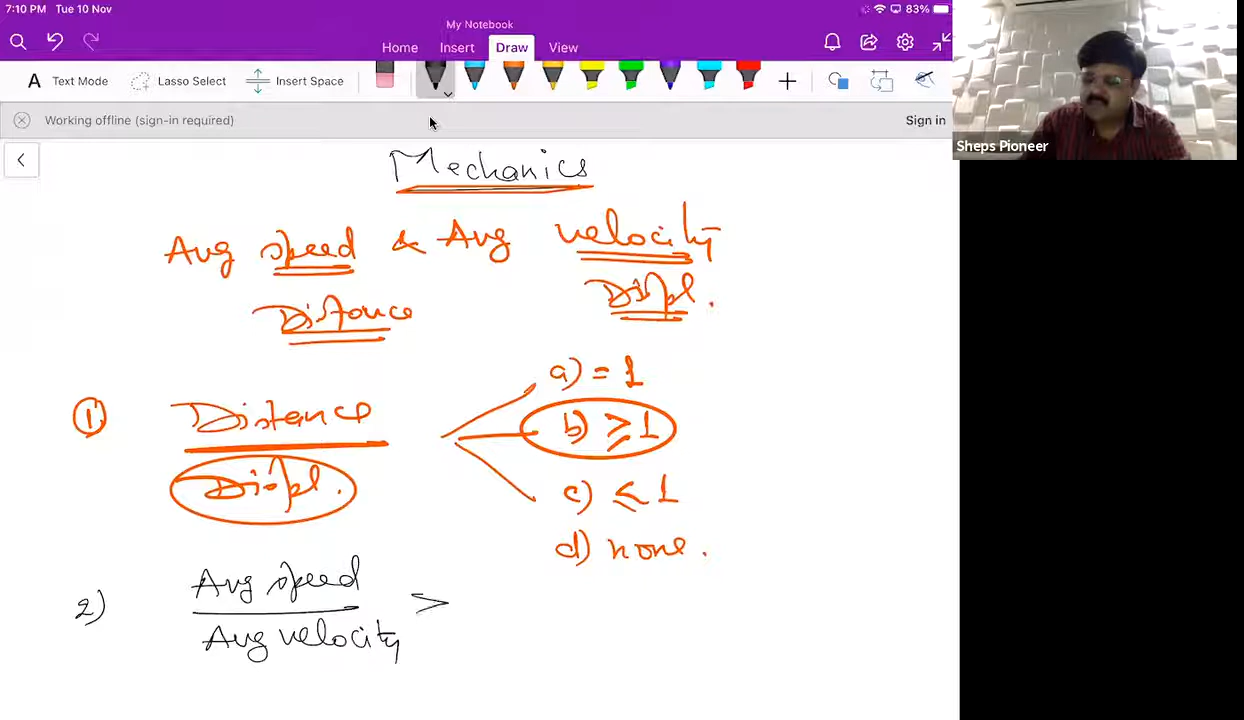 7:10 PM Tue 10 Nov
83%
My Notebook
Home Insert Draw View
A Text Mode Lasso Select Insert Space
Working offline (sign-in required)
Sign in
Sheps Pioneer
Mechanics
Avg speed & Avg velocity
Distance Displ.
① Distance
Displ.
a) = 1
b) ⩾ 1
c) ⩽ 1
d) none.
2) Avg speed >
Avg velocity